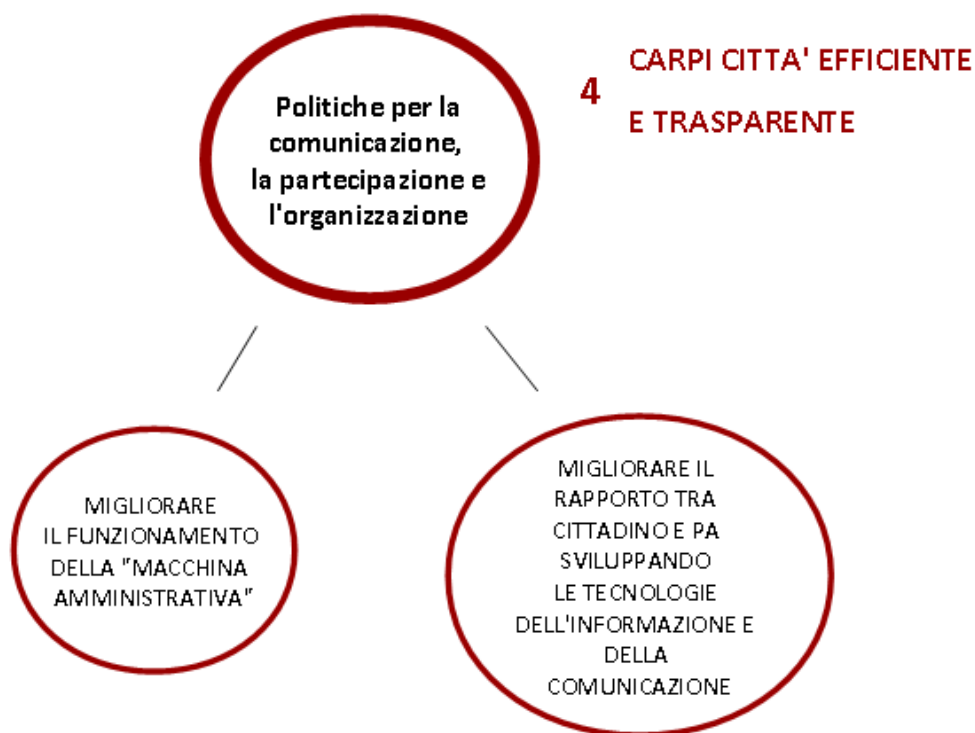 Politiche per la
comunicazione,
la partecipazione e
l'organizzazione
4
CARPI CITTA' EFFICIENTE
E TRASPARENTE
MIGLIORARE
IL FUNZIONAMENTO
DELLA "MACCHINA
AMMINISTRATIVA"
MIGLIORARE IL
RAPPORTO TRA
CITTADINO E PA
SVILUPPANDO
LE TECNOLOGIE
DELL'INFORMAZIONE E
DELLA
COMUNICAZIONE